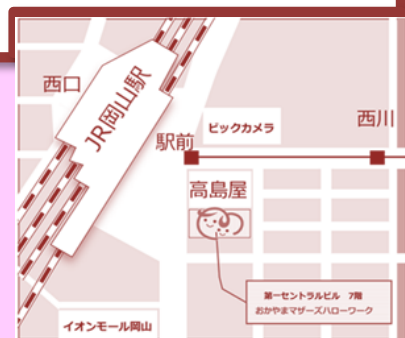 西口
JR岡山駅
駅前
ビックカメラ
西川
高島屋
第一セントラルビル 7階
おかやまマザーズハローワーク
イオンモール岡山